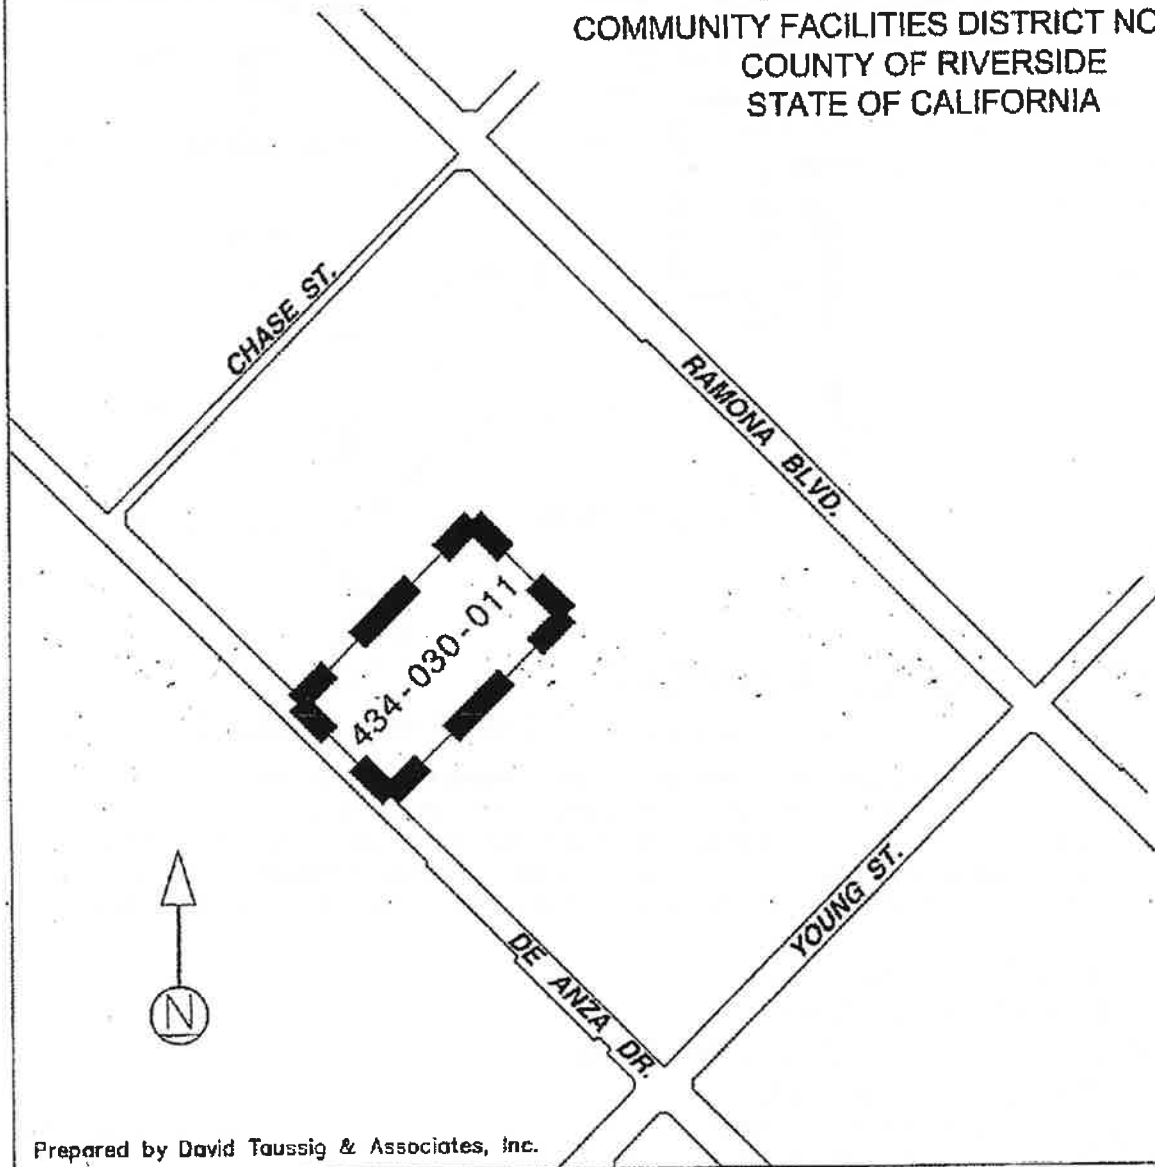 COMMUNITY FACILITIES DISTRICT NO
COUNTY OF RIVERSIDE
STATE OF CALIFORNIA
CHASE ST.
RAMONA BLVD.
434-030-011
YOUNG ST.
DE ANZA DR.
N
Prepared by David Taussig & Associates, Inc.